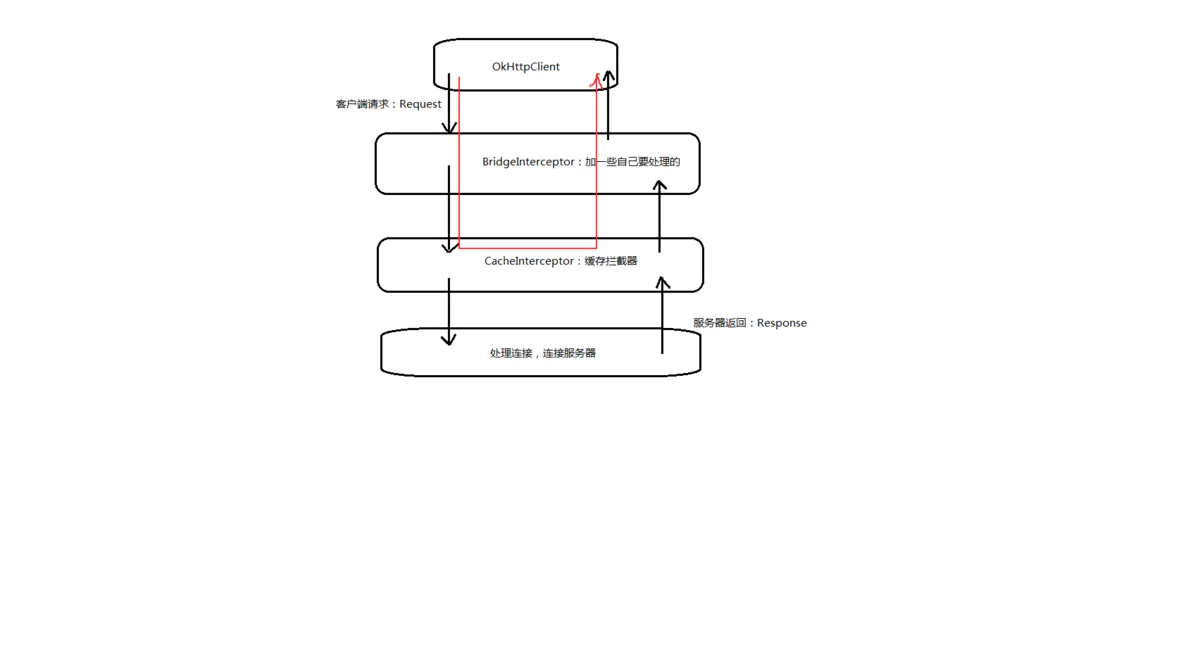 OkHttpClient
客户端请求：Request
BridgeInterceptor：加一些自己要处理的
CacheInterceptor：缓存拦截器
服务器返回：Response
处理连接，连接服务器